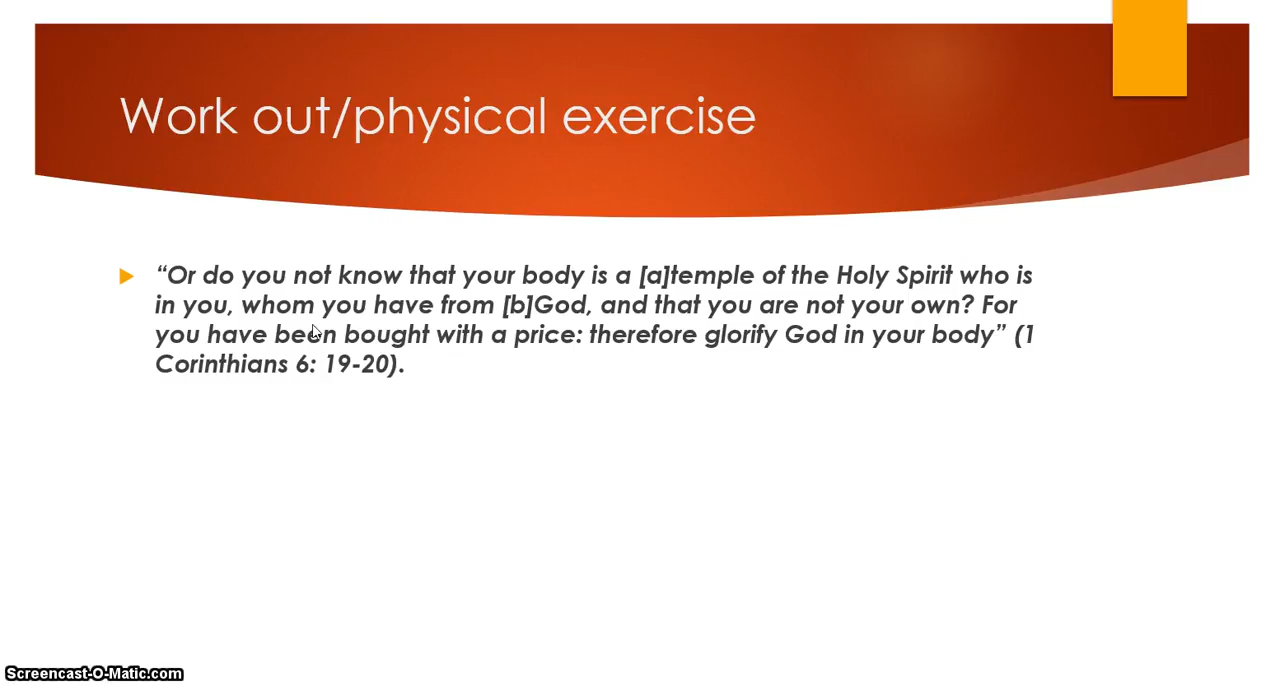 Work out/physical exercise
“Or do you not know that your body is a [a]temple of the Holy Spirit who is
in you, whom you have from [b]God, and that you are not your own? For
you have been bought with a price: therefore glorify God in your body” (1
Corinthians 6: 19-20).
Screencast-O-Matic.com